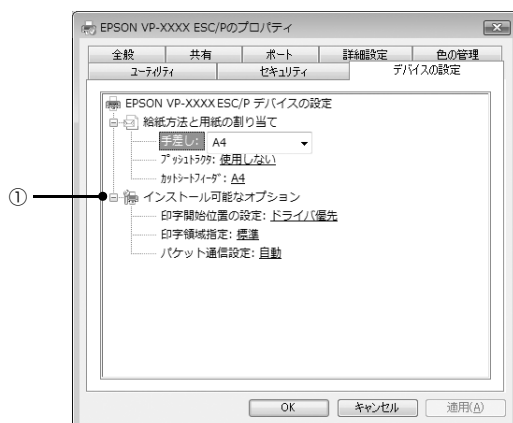 EPSON VP-XXXX ESC/Pのプロパティ
全般 共有 ポート 詳細設定 色の管理
ユーティリティ セキュリティ デバイスの設定
EPSON VP-XXXX ESC/P デバイスの設定
給紙方法と用紙の割り当て
手差し: A4
プッシュトラクタ: 使用しない
カットシートフィーダ: A4
①
インストール可能なオプション
印字開始位置の設定: ドライバ優先
印字領域指定: 標準
パケット通信設定: 自動
OK キャンセル 適用(A)